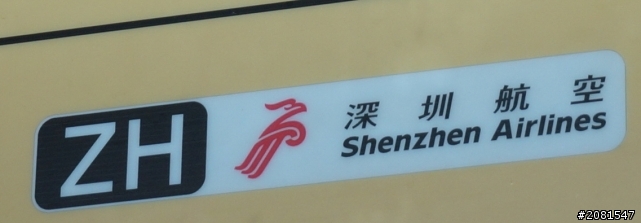 ZH
深圳航空
Shenzhen Airlines
#2081547